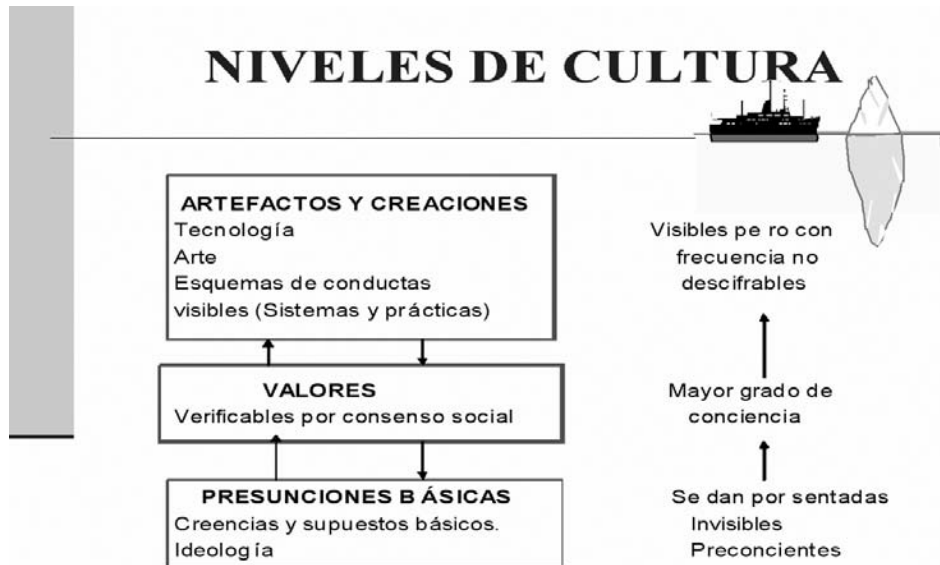 NIVELES DE CULTURA
ARTEFACTOS Y CREACIONES
Tecnología
Arte
Esquemas de conductas
visibles (Sistemas y prácticas)
Visibles pe ro con
frecuencia no
descifrables
VALORES
Verificables por consenso social
Mayor grado de
conciencia
PRESUNCIONES B ÁSICAS
Creencias y supuestos básicos.
Ideología
Se dan por sentadas
Invisibles
Preconcientes